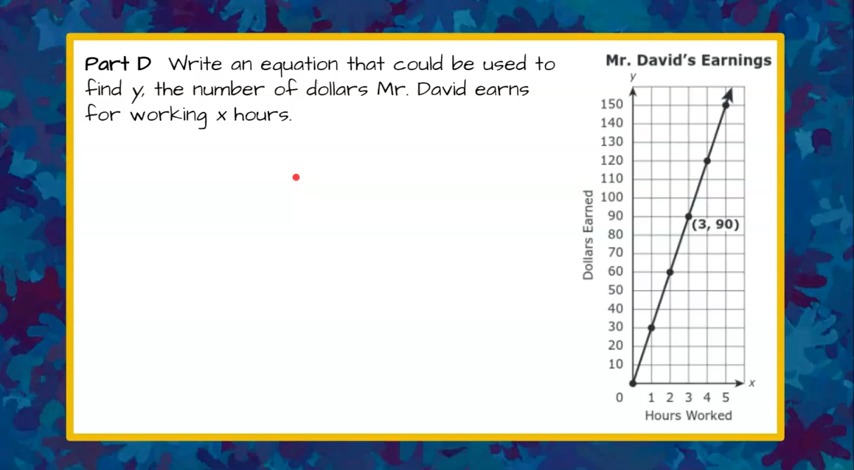 Part D Write an equation that could be used to
find y, the number of dollars Mr. David earns
for working x hours.
Mr. David's Earnings
y
150
140
130
120
110
100
90
80
70
60
50
40
30
20
10
0 1 2 3 4 5
x
(3, 90)
Dollars Earned
Hours Worked